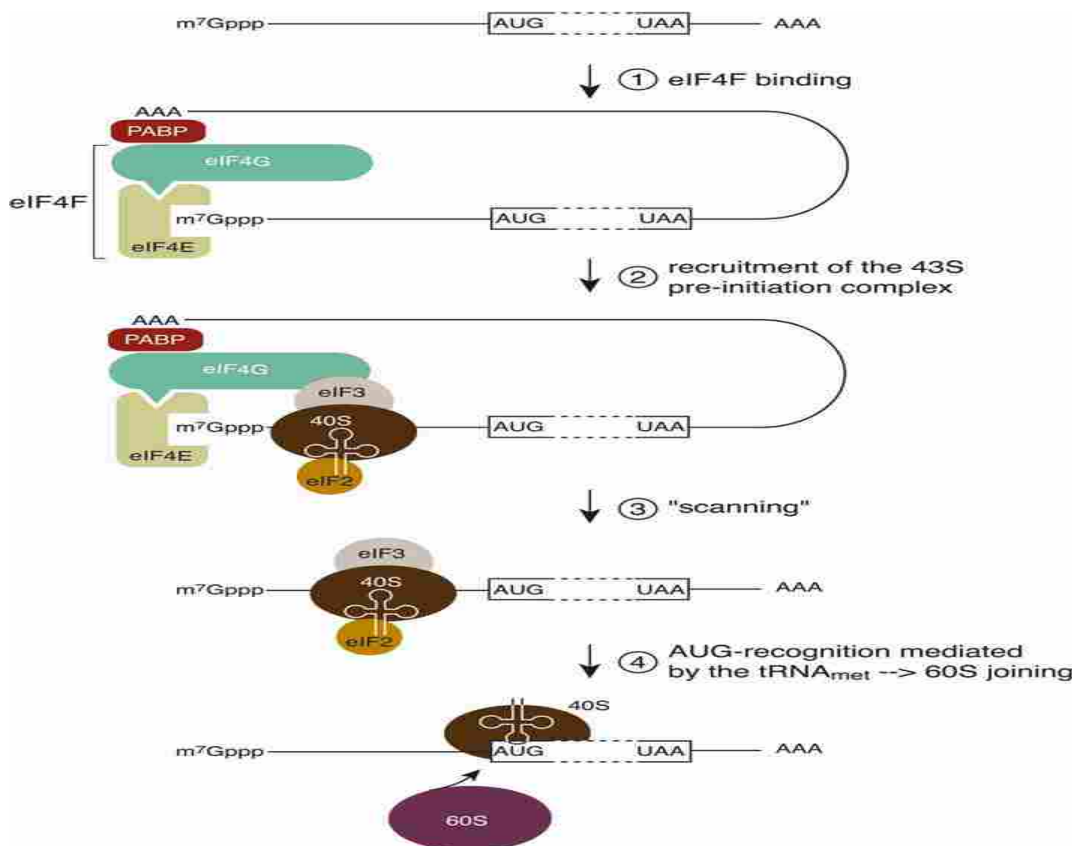 m⁷Gppp AUG UAA AAA
① eIF4F binding
AAA
PABP
eIF4G
eIF4F
m⁷Gppp AUG UAA
eIF4E
② recruitment of the 43S
pre-initiation complex
AAA
PABP
eIF4G
eIF3
40S
m⁷Gppp AUG UAA
eIF4E
eIF2
③ "scanning"
eIF3
40S
m⁷Gppp AUG UAA AAA
eIF2
④ AUG-recognition mediated
by the tRNAmet --> 60S joining
40S
m⁷Gppp AUG UAA AAA
60S